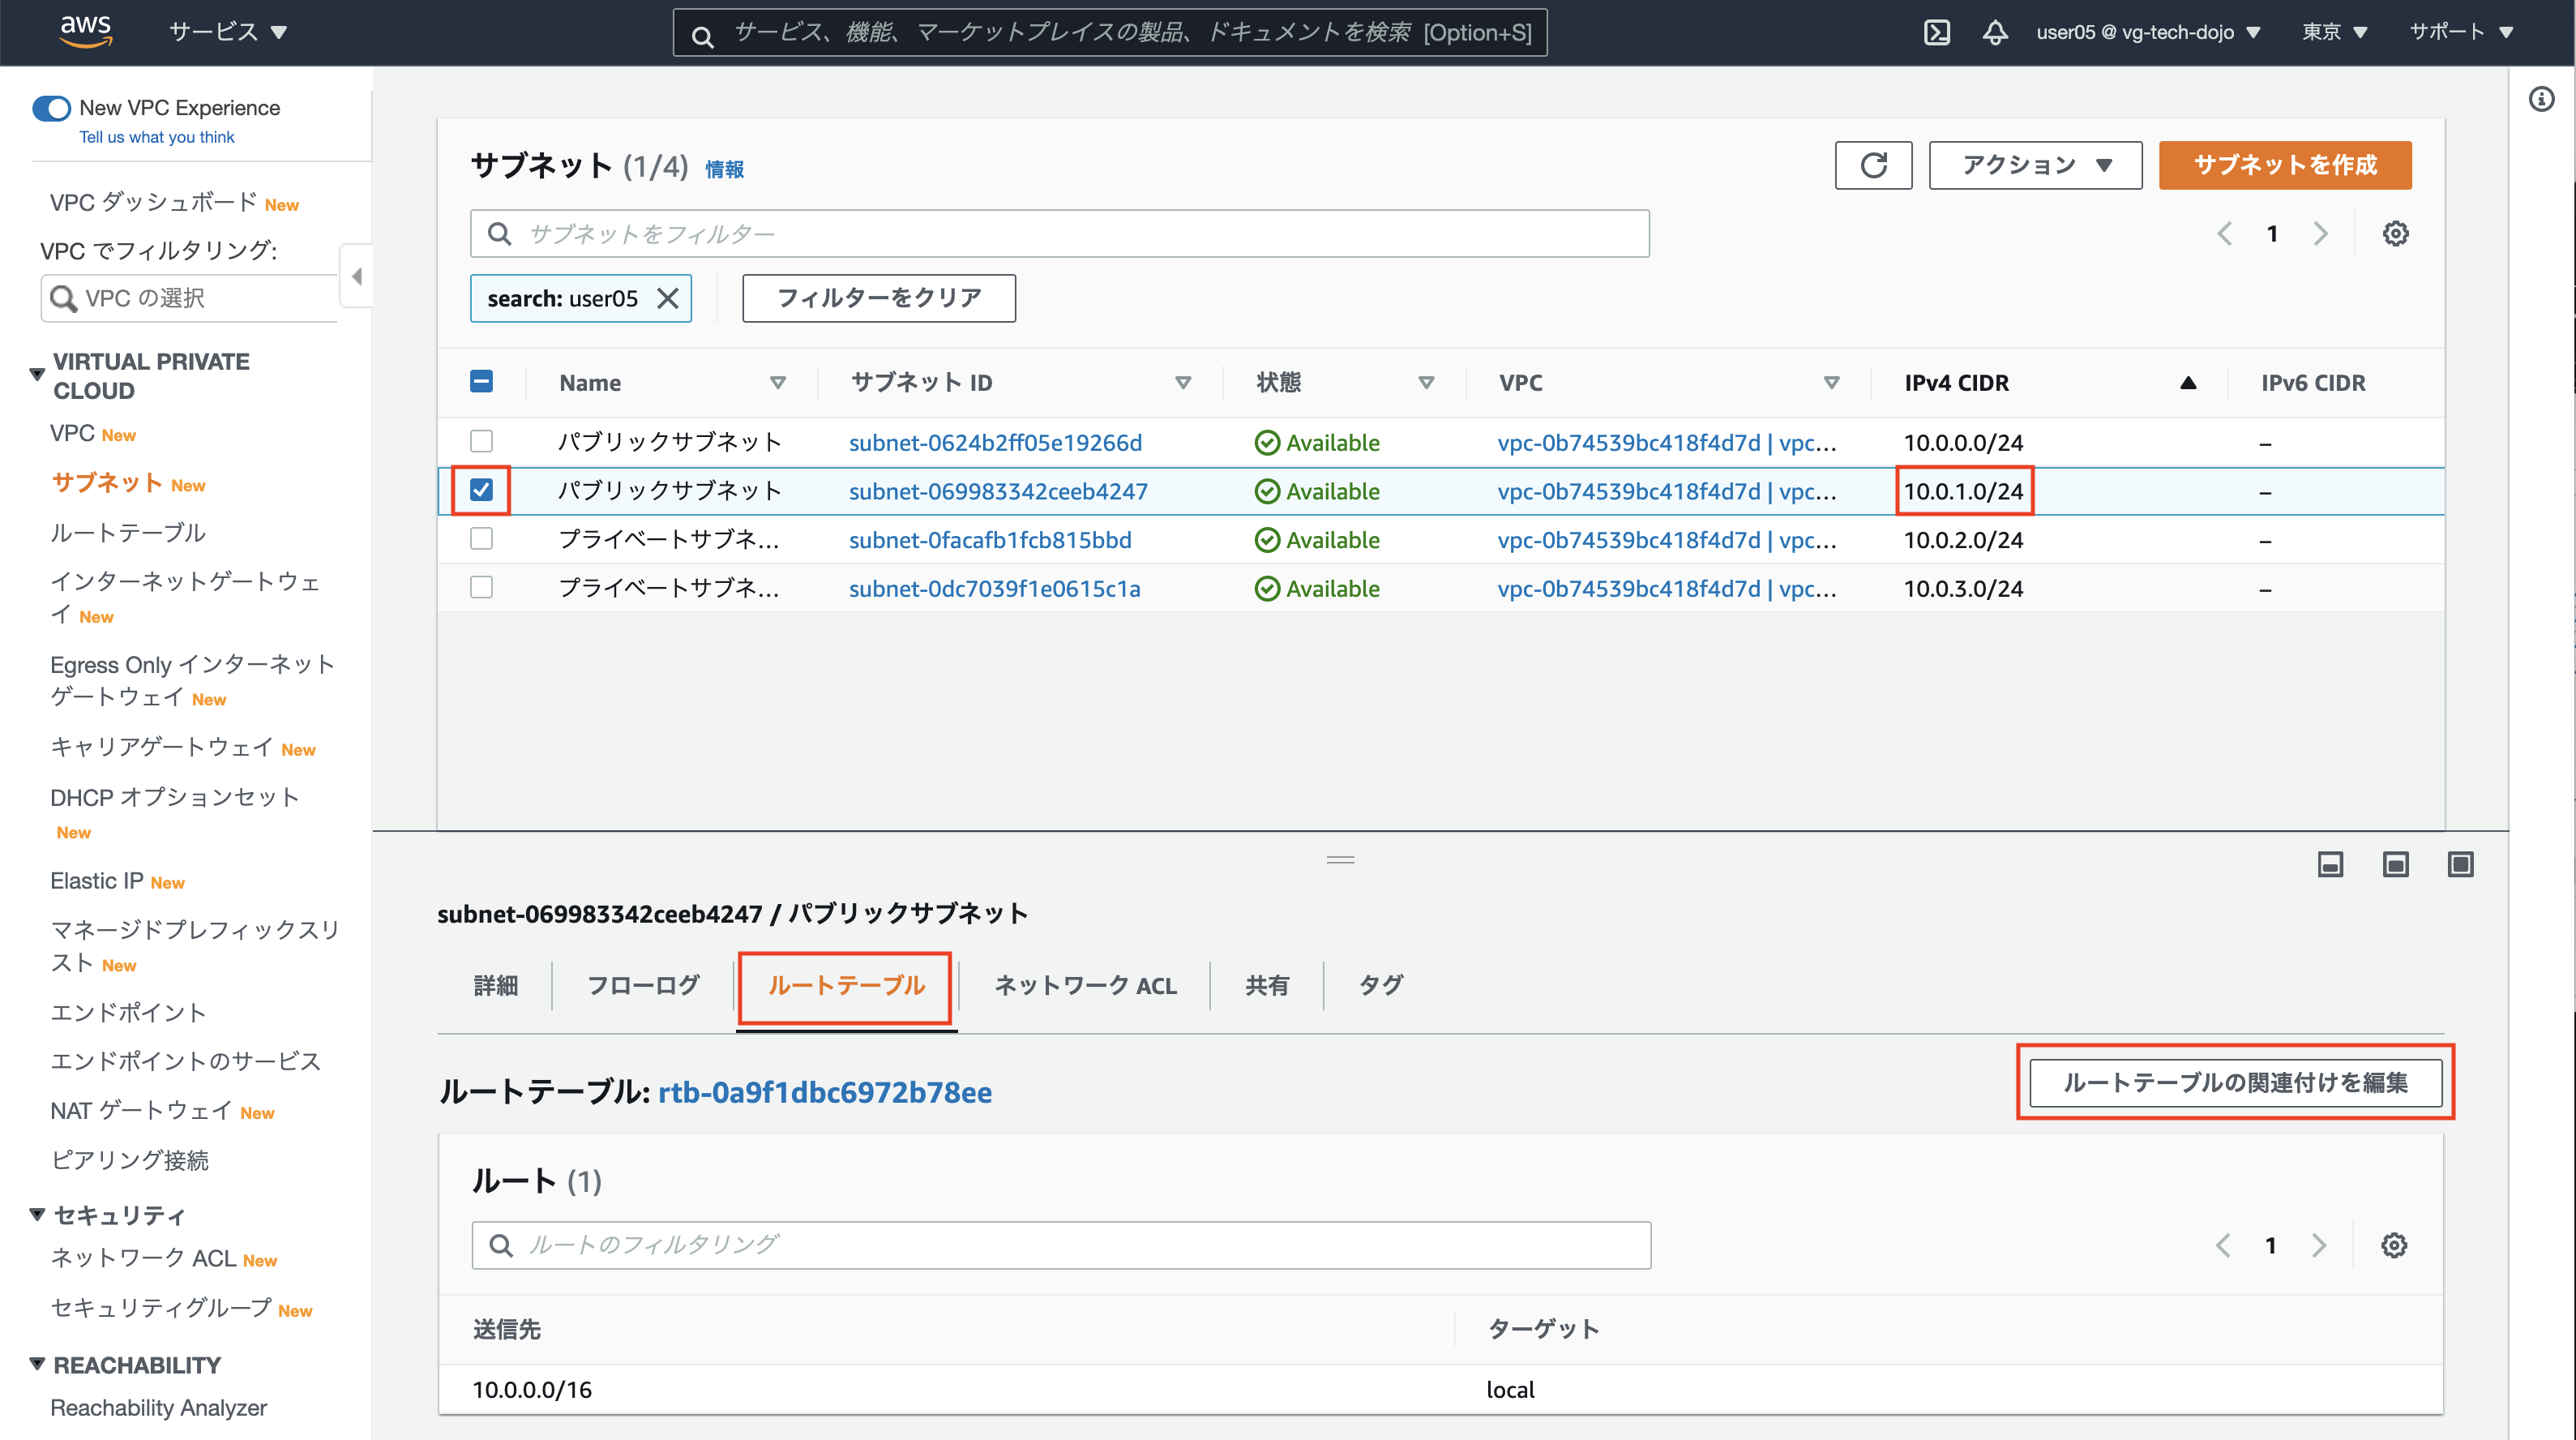 aws
サービス
サービス、機能、マーケットプレイスの製品、ドキュメントを検索 [Option+S]
user05 @ vg-tech-dojo
東京
サポート
New VPC Experience
Tell us what you think
VPC ダッシュボード New
VPC でフィルタリング:
VPC の選択
VIRTUAL PRIVATE
CLOUD
VPC New
サブネット New
ルートテーブル
インターネットゲートウェ
イ New
Egress Only インターネット
ゲートウェイ New
キャリアゲートウェイ New
DHCP オプションセット
New
Elastic IP New
マネージドプレフィックスリ
スト New
エンドポイント
エンドポイントのサービス
NAT ゲートウェイ New
ピアリング接続
セキュリティ
ネットワーク ACL New
セキュリティグループ New
REACHABILITY
Reachability Analyzer
サブネット (1/4) 情報
アクション
サブネットを作成
サブネットをフィルター
1
search: user05
フィルターをクリア
Name サブネット ID 状態 VPC IPv4 CIDR IPv6 CIDR
パブリックサブネット subnet-0624b2ff05e19266d Available vpc-0b74539bc418f4d7d | vpc... 10.0.0.0/24 –
パブリックサブネット subnet-069983342ceeb4247 Available vpc-0b74539bc418f4d7d | vpc... 10.0.1.0/24 –
プライベートサブネ... subnet-0facafb1fcb815bbd Available vpc-0b74539bc418f4d7d | vpc... 10.0.2.0/24 –
プライベートサブネ... subnet-0dc7039f1e0615c1a Available vpc-0b74539bc418f4d7d | vpc... 10.0.3.0/24 –
subnet-069983342ceeb4247 / パブリックサブネット
詳細 フローログ ルートテーブル ネットワーク ACL 共有 タグ
ルートテーブル: rtb-0a9f1dbc6972b78ee
ルートテーブルの関連付けを編集
ルート (1)
ルートのフィルタリング
1
送信先 ターゲット
10.0.0.0/16 local